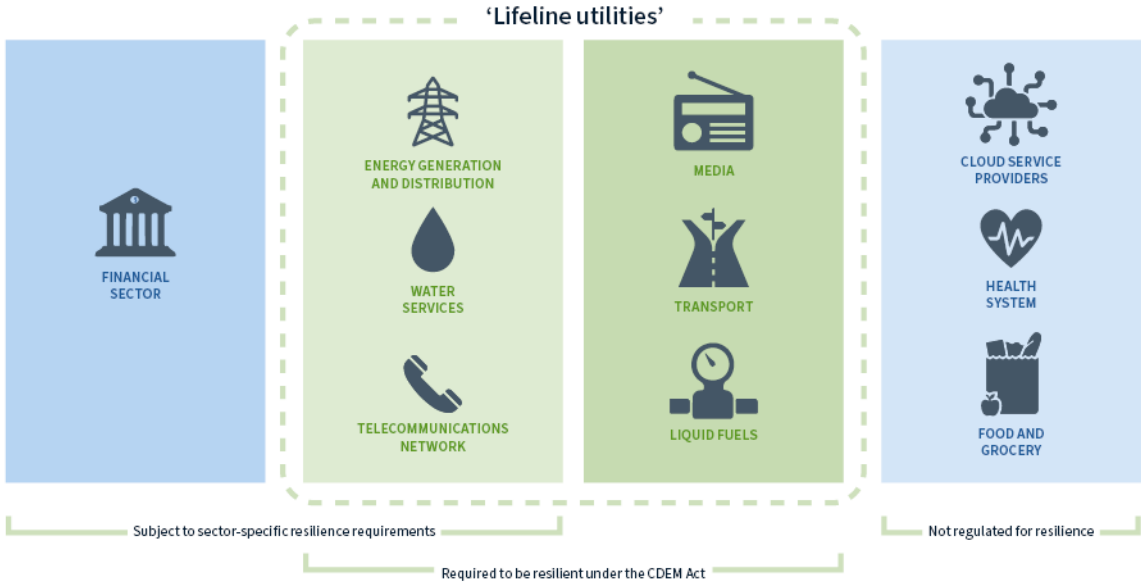 ‘Lifeline utilities’
FINANCIAL
SECTOR
ENERGY GENERATION
AND DISTRIBUTION
WATER
SERVICES
TELECOMMUNICATIONS
NETWORK
MEDIA
TRANSPORT
LIQUID FUELS
CLOUD SERVICE
PROVIDERS
HEALTH
SYSTEM
FOOD AND
GROCERY
Subject to sector-specific resilience requirements
Not regulated for resilience
Required to be resilient under the CDEM Act